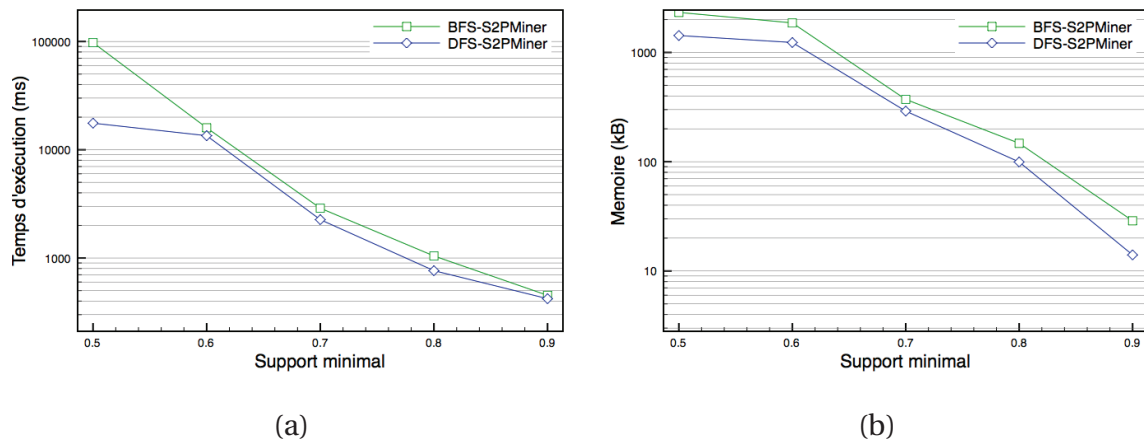 BFS-S2PMiner
DFS-S2PMiner
100000
10000
1000
Temps d'exécution (ms)
0.5 0.6 0.7 0.8 0.9
Support minimal
(a)
BFS-S2PMiner
DFS-S2PMiner
1000
100
10
Memoire (kB)
0.5 0.6 0.7 0.8 0.9
Support minimal
(b)